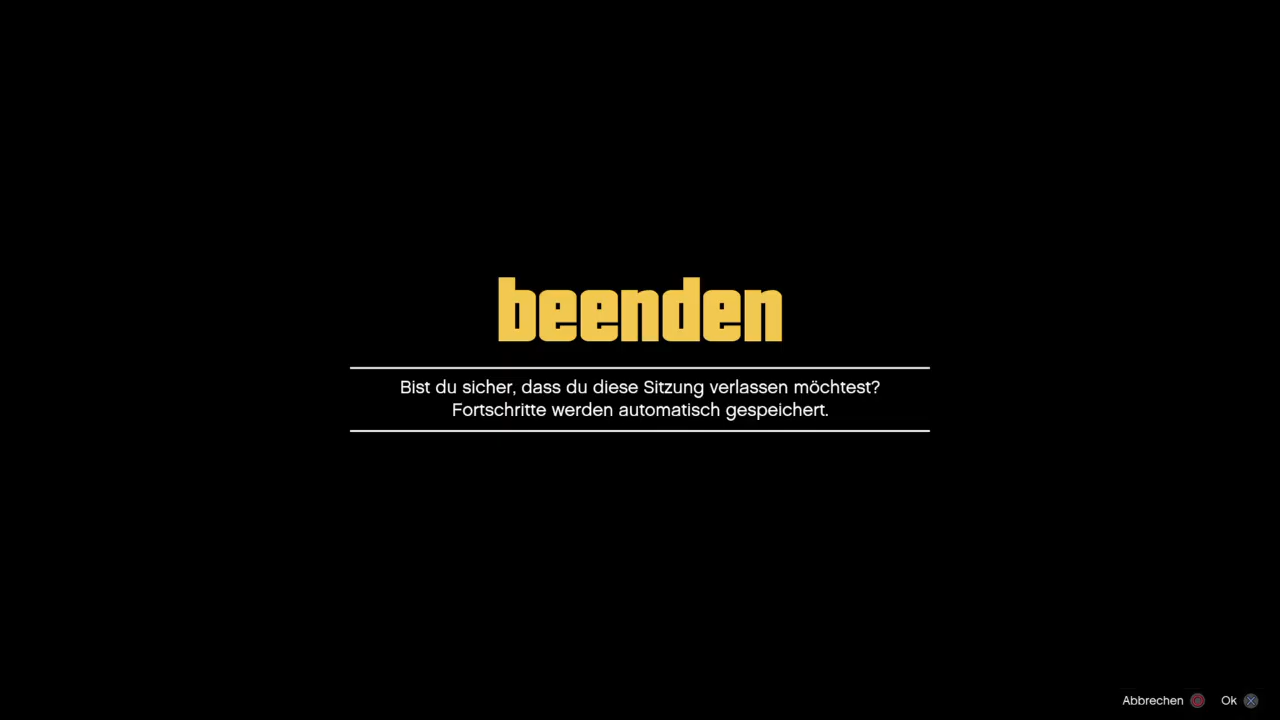 beenden
Bist du sicher, dass du diese Sitzung verlassen möchtest?
Fortschritte werden automatisch gespeichert.
Abbrechen Ok